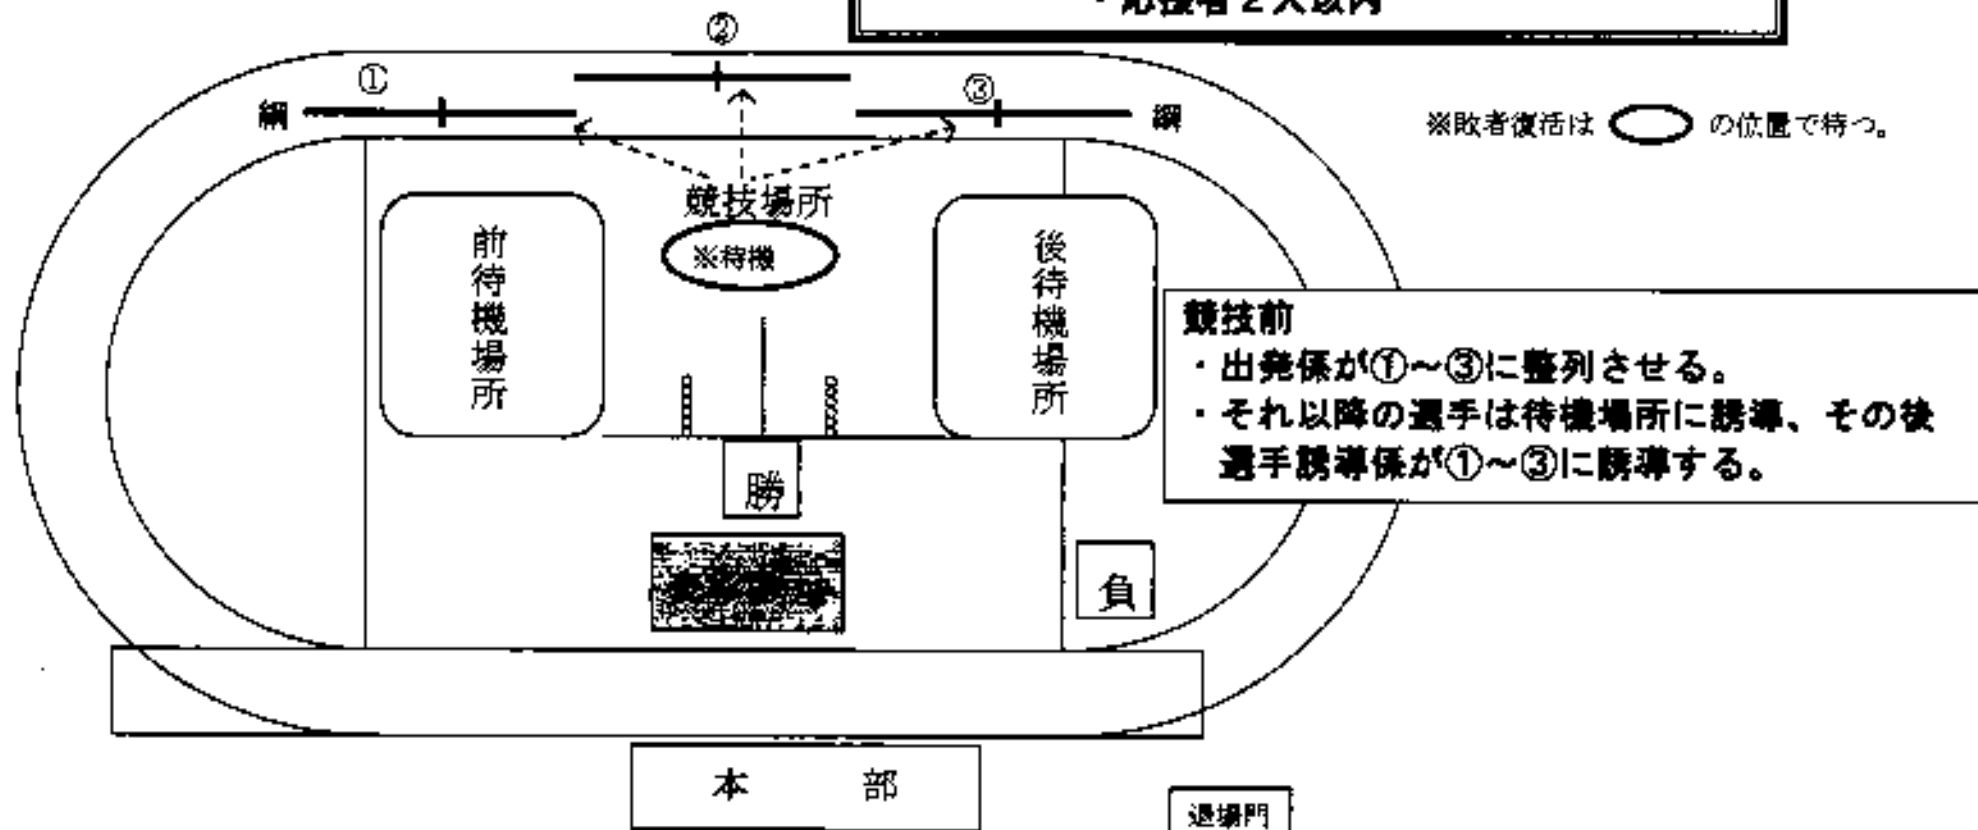 ・応援者2人以内
②
①
③
綱
綱
※敗者復活は の位置で待つ。
競技場所
※待機
前待機場所
後待機場所
競技前
・出発係が①～③に整列させる。
・それ以降の選手は待機場所に誘導、その後
選手誘導係が①～③に誘導する。
勝
負
本 部
退場門